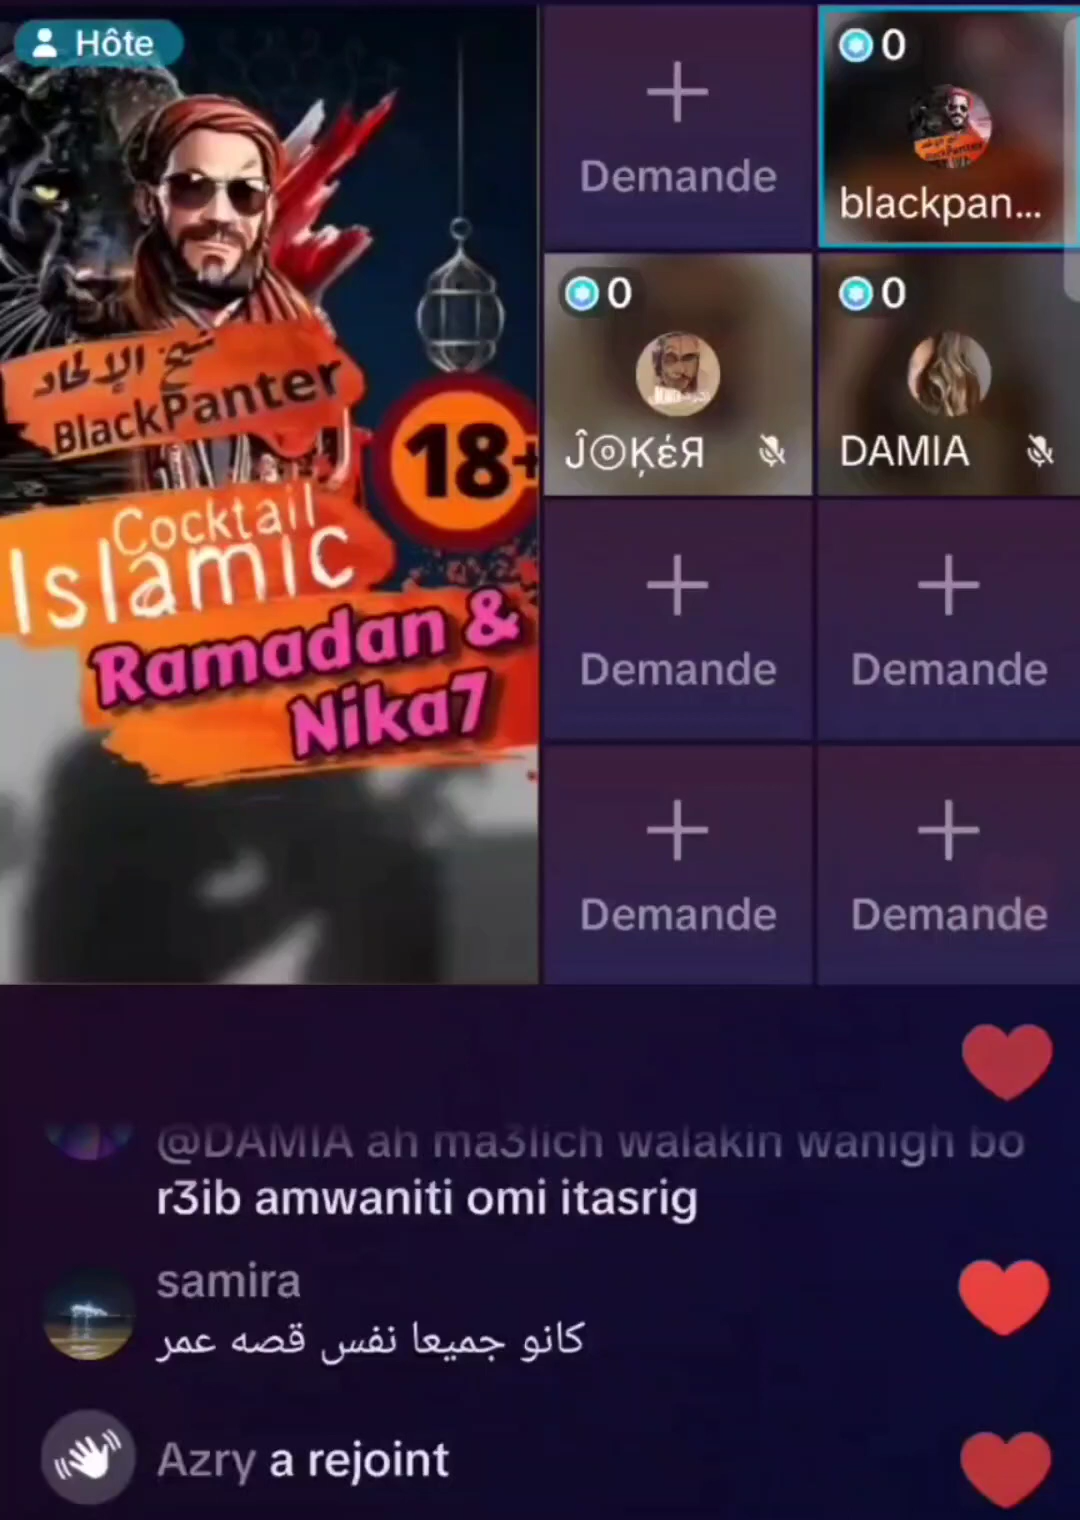 Hôte
شيخ الإلحاد
BlackPanter
18+
Cocktail
Islamic
Ramadan &
Nika7
Demande
0
blackpan...
0
Ĵ⊙ĶέЯ
0
DAMIA
Demande
Demande
Demande
Demande
@DAMIA ah ma3lich walakin wanigh bo
r3ib amwaniti omi itasrig
samira
كانو جميعا نفس قصه عمر
Azry a rejoint